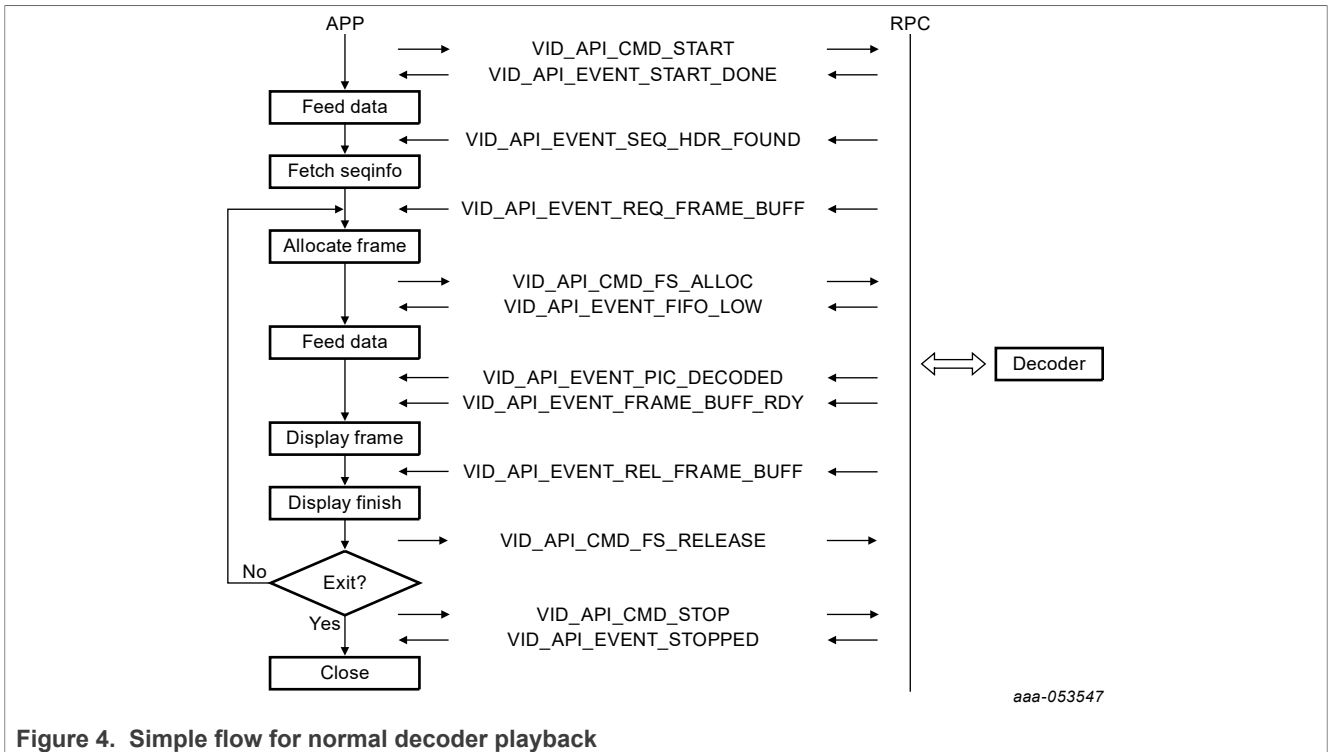 APP RPC
VID_API_CMD_START
VID_API_EVENT_START_DONE
Feed data
VID_API_EVENT_SEQ_HDR_FOUND
Fetch seqinfo
VID_API_EVENT_REQ_FRAME_BUFF
Allocate frame
VID_API_CMD_FS_ALLOC
VID_API_EVENT_FIFO_LOW
Feed data
Decoder
VID_API_EVENT_PIC_DECODED
VID_API_EVENT_FRAME_BUFF_RDY
Display frame
VID_API_EVENT_REL_FRAME_BUFF
Display finish
VID_API_CMD_FS_RELEASE
No
Exit?
VID_API_CMD_STOP
Yes
VID_API_EVENT_STOPPED
Close
aaa-053547
Figure 4. Simple flow for normal decoder playback